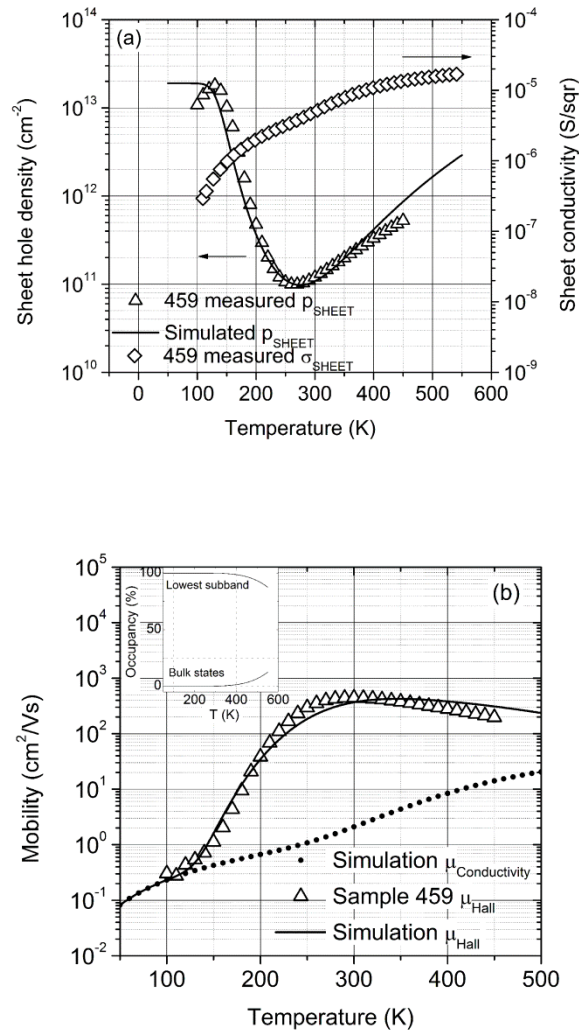 (a)
10^14
10^13
10^12
10^11
10^10
Sheet hole density (cm^-2)
10^-4
10^-5
10^-6
10^-7
10^-8
10^-9
Sheet conductivity (S/sqr)
459 measured p_SHEET
Simulated p_SHEET
459 measured σ_SHEET
0 100 200 300 400 500 600
Temperature (K)
(b)
10^5
10^4
10^3
10^2
10^1
10^0
10^-1
10^-2
Mobility (cm^2/Vs)
100
50
0
Occupancy (%)
Lowest subband
Bulk states
200 400 600
T (K)
Simulation μ_Conductivity
Sample 459 μ_Hall
Simulation μ_Hall
100 200 300 400 500
Temperature (K)